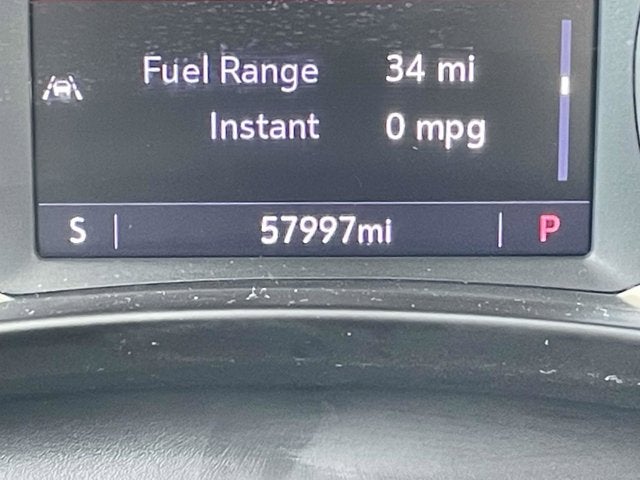 Fuel Range 34 mi
Instant 0 mpg
S 57997mi P